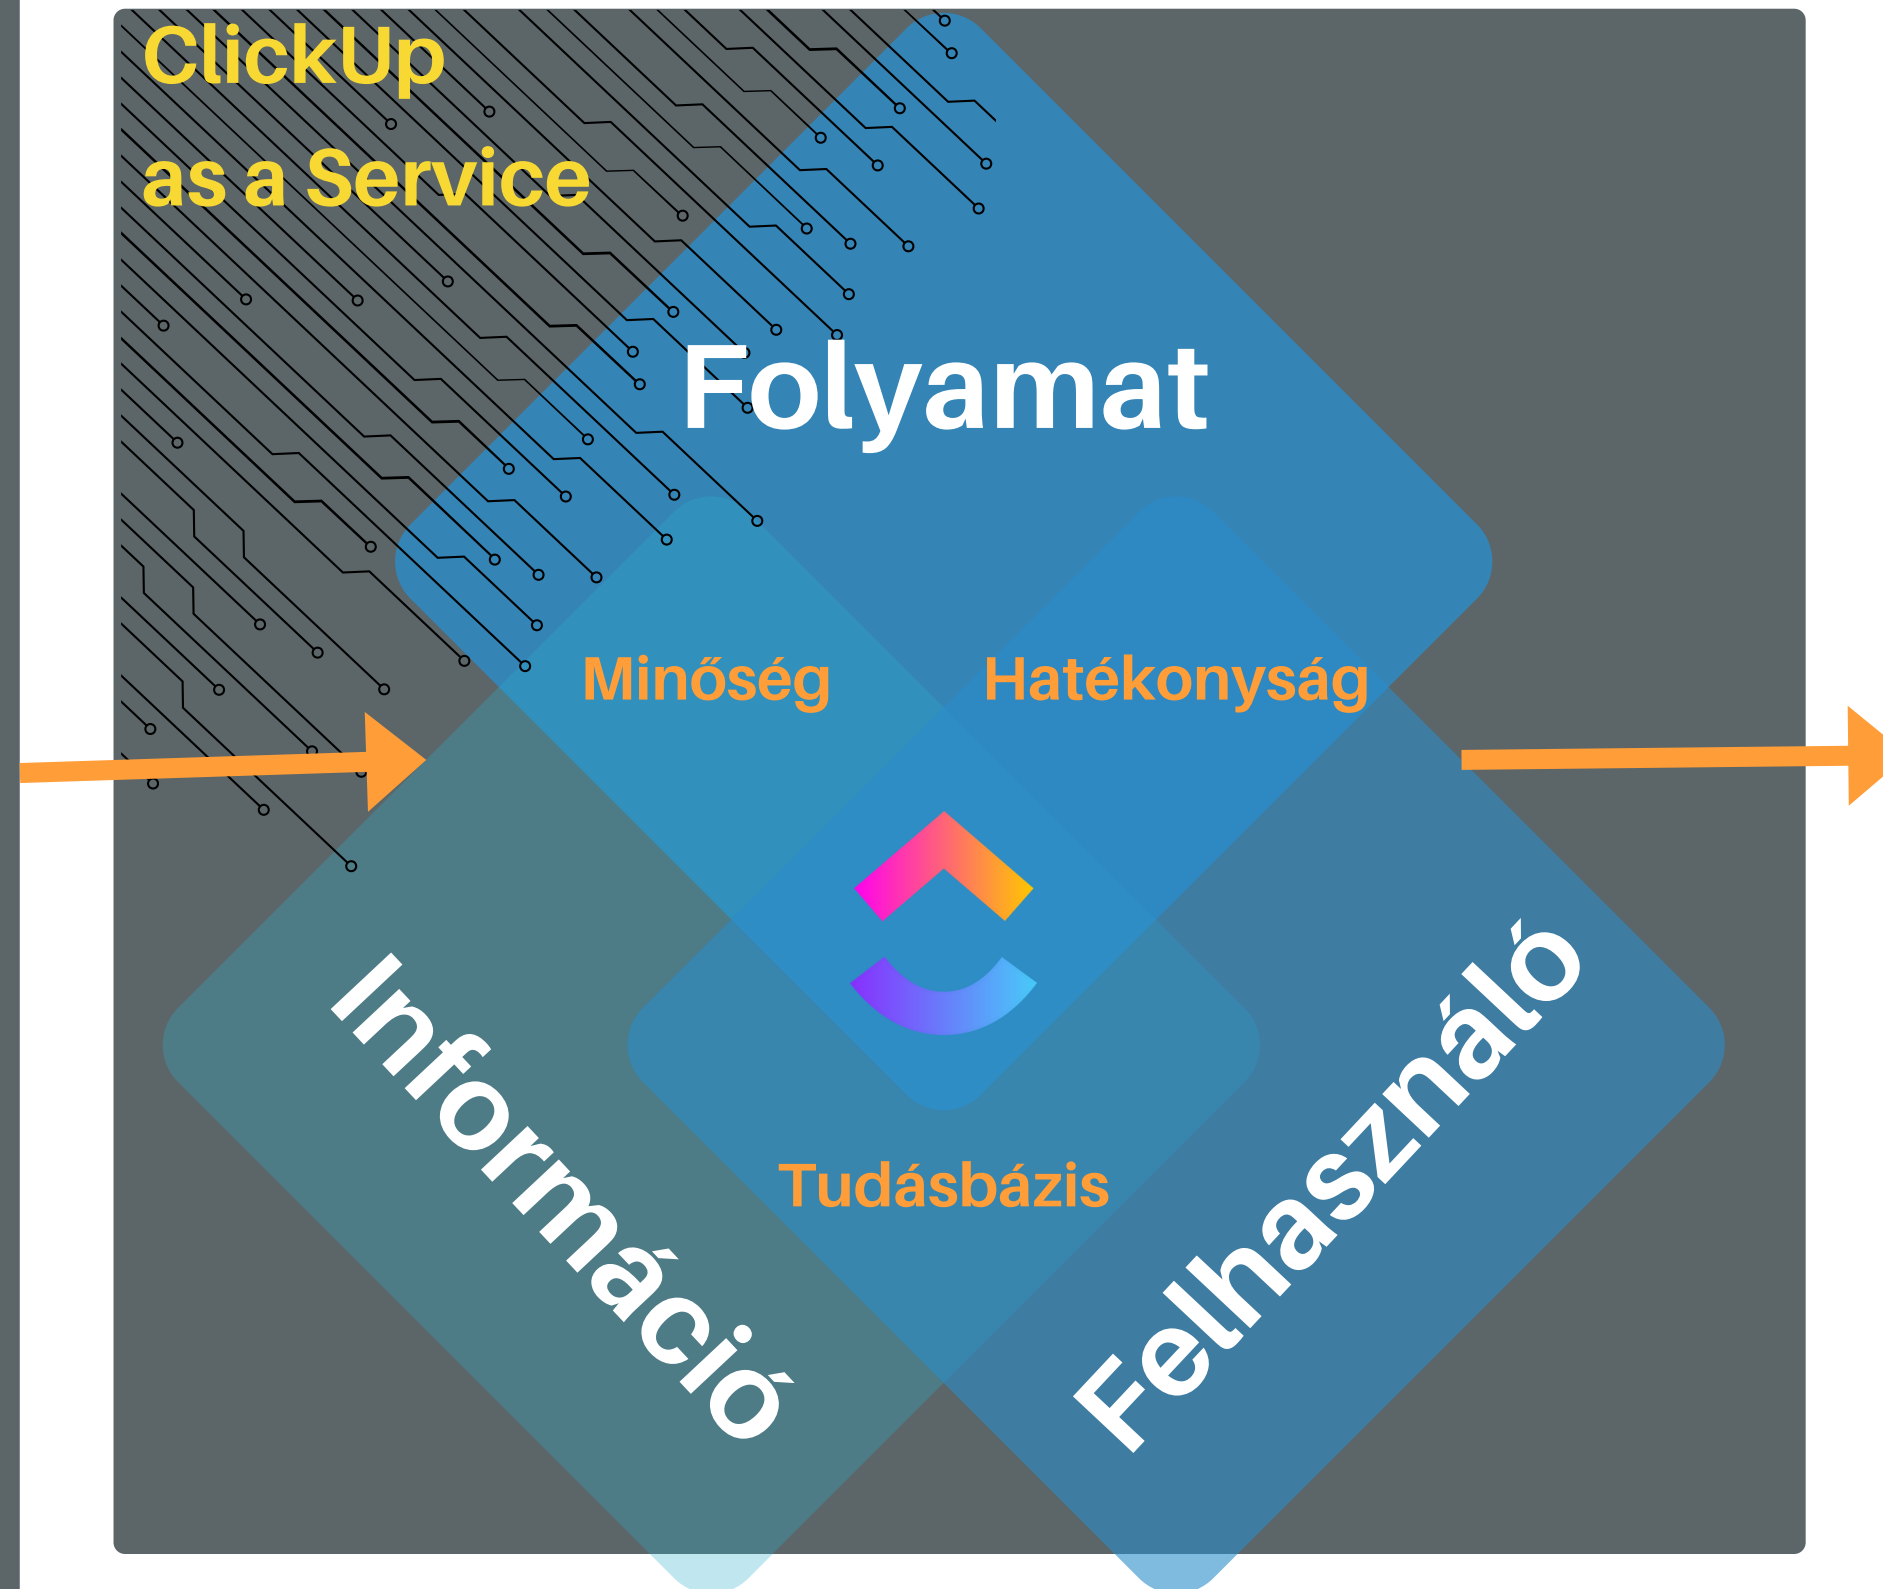 ClickUp
as a Service
Folyamat
Minőség
Hatékonyság
Információ
Felhasználó
Tudásbázis